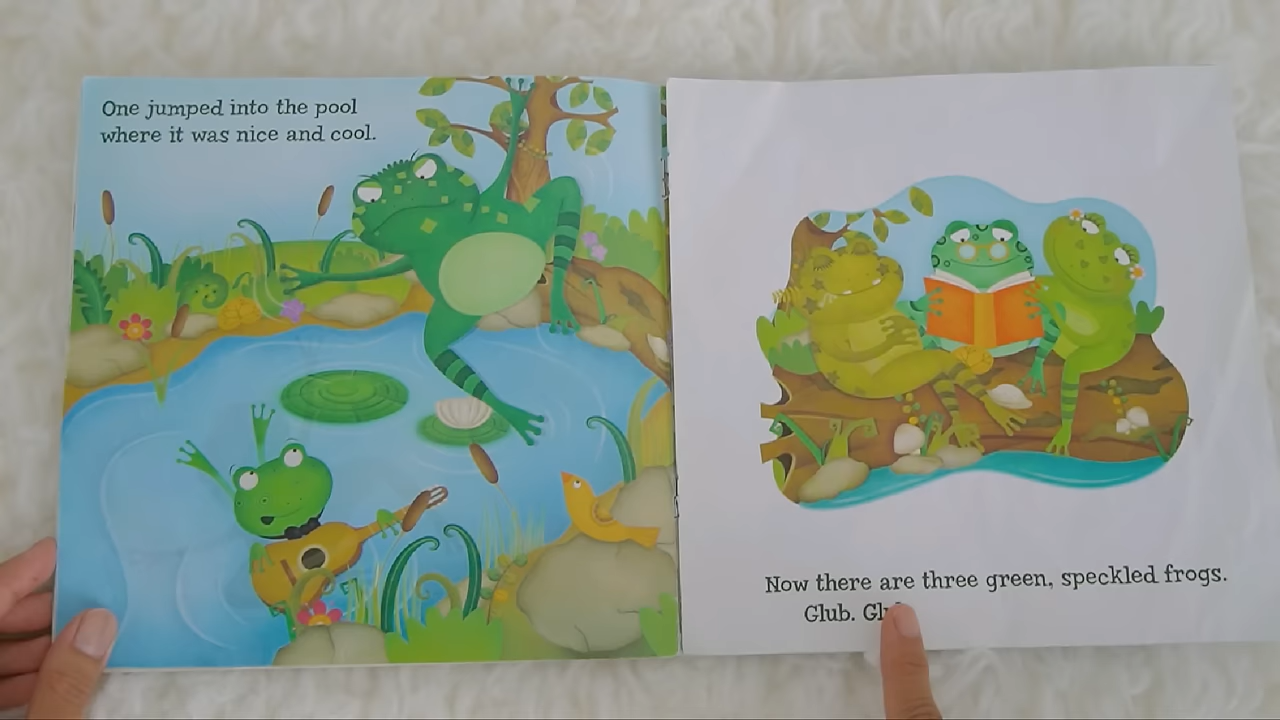 One jumped into the pool
where it was nice and cool.
Now there are three green, speckled frogs.
Glub.